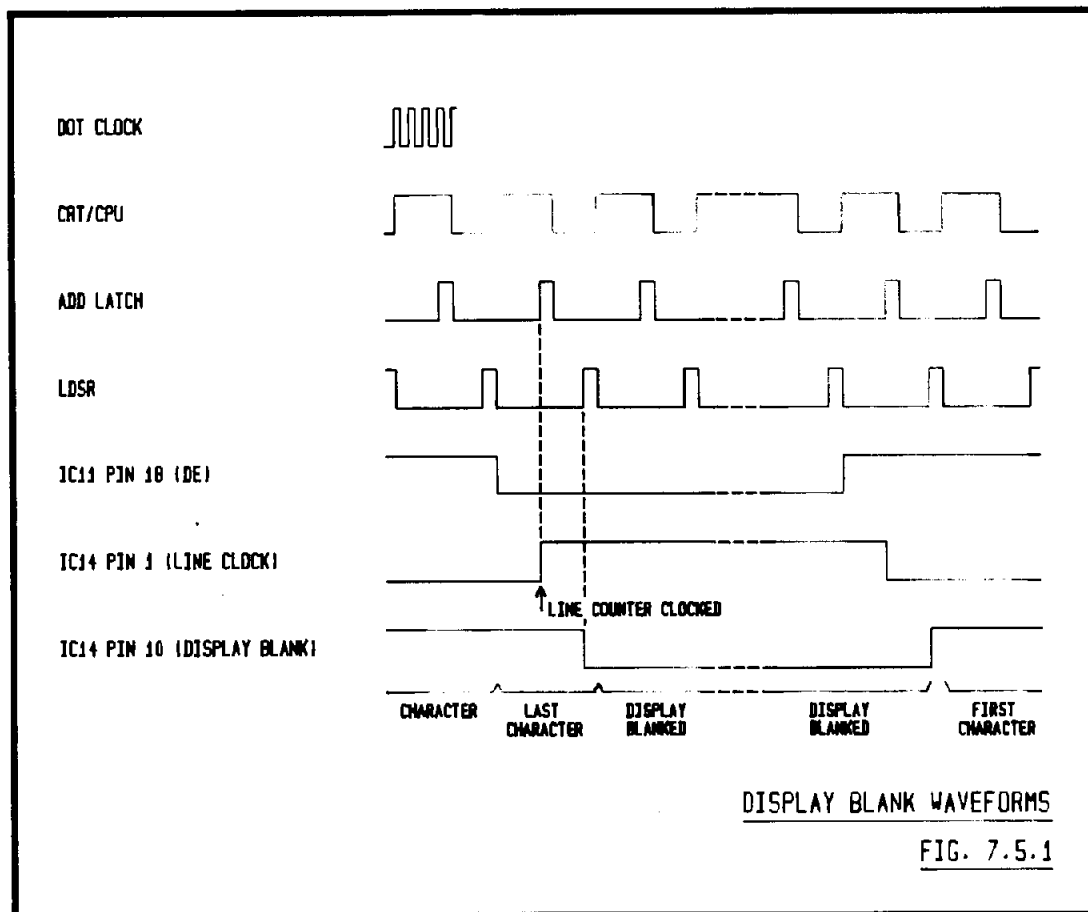 DOT CLOCK
CRT/CPU
ADD LATCH
LDSR
IC11 PIN 18 (DE)
IC14 PIN 1 (LINE CLOCK)
LINE COUNTER CLOCKED
IC14 PIN 10 (DISPLAY BLANK)
CHARACTER
LAST
CHARACTER
DISPLAY
BLANKED
DISPLAY
BLANKED
FIRST
CHARACTER
DISPLAY BLANK WAVEFORMS
FIG. 7.5.1